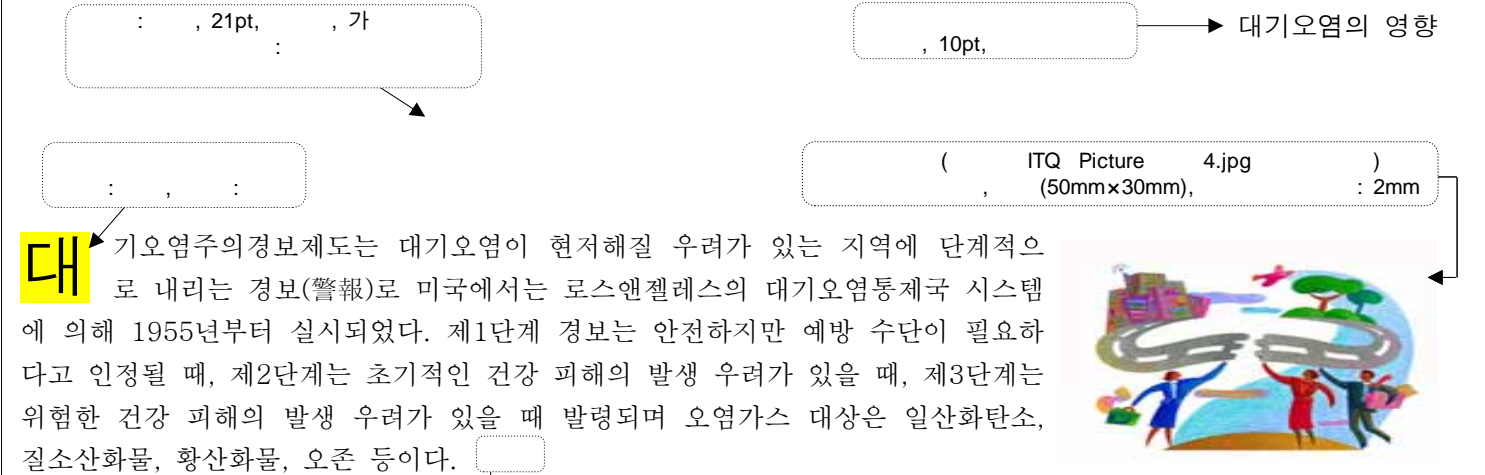 : , 21pt, , 가
:
, 10pt,
대기오염의 영향
: , :
( ITQ Picture 4.jpg )
, (50mm×30mm), : 2mm
대기오염주의경보제도는 대기오염이 현저해질 우려가 있는 지역에 단계적으
로 내리는 경보(警報)로 미국에서는 로스앤젤레스의 대기오염통제국 시스템
에 의해 1955년부터 실시되었다. 제1단계 경보는 안전하지만 예방 수단이 필요하
다고 인정될 때, 제2단계는 초기적인 건강 피해의 발생 우려가 있을 때, 제3단계는
위험한 건강 피해의 발생 우려가 있을 때 발령되며 오염가스 대상은 일산화탄소,
질소산화물, 황산화물, 오존 등이다.